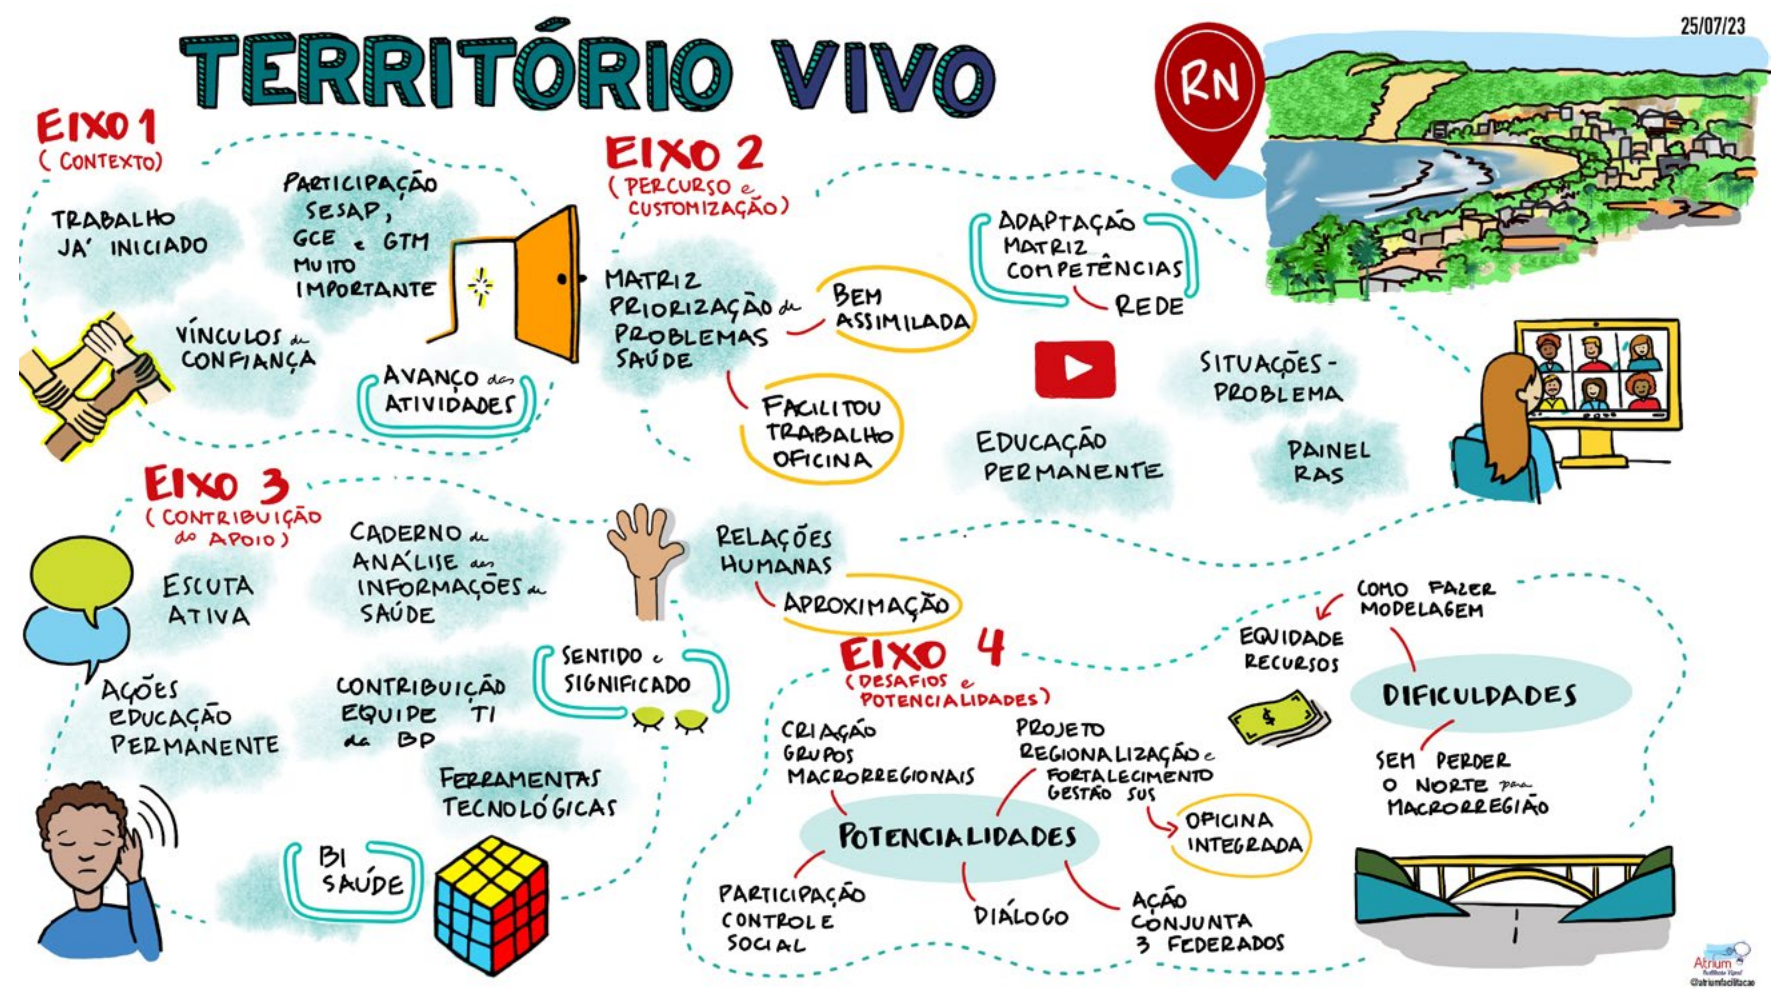 TERRITÓRIO VIVO
25/07/23
RN
EIXO 1
(CONTEXTO)
TRABALHO
JÁ INICIADO
PARTICIPAÇÃO
SESAP,
GCE e GTM
MUITO
IMPORTANTE
VÍNCULOS de
CONFIANÇA
AVANÇO das
ATIVIDADES
EIXO 2
(PERCURSO e
CUSTOMIZAÇÃO)
MATRIZ
PRIORIZAÇÃO de
PROBLEMAS
SAÚDE
BEM
ASSIMILADA
FACILITOU
TRABALHO
OFICINA
ADAPTAÇÃO
MATRIZ
COMPETÊNCIAS
REDE
EDUCAÇÃO
PERMANENTE
SITUAÇÕES-
PROBLEMA
PAINEL
RAS
EIXO 3
(CONTRIBUIÇÃO
do APOIO)
ESCUTA
ATIVA
CADERNO de
ANÁLISE das
INFORMAÇÕES de
SAÚDE
RELAÇÕES
HUMANAS
APROXIMAÇÃO
AÇÕES
EDUCAÇÃO
PERMANENTE
CONTRIBUIÇÃO
EQUIPE TI
da BP
SENTIDO e
SIGNIFICADO
FERRAMENTAS
TECNOLÓGICAS
BI
SAÚDE
EIXO 4
(DESAFIOS e
POTENCIALIDADES)
CRIAÇÃO
GRUPOS
MACRORREGIONAIS
PROJETO
REGIONALIZAÇÃO e
FORTALECIMENTO
GESTÃO SUS
OFICINA
INTEGRADA
POTENCIALIDADES
PARTICIPAÇÃO
CONTROLE
SOCIAL
DIÁLOGO
AÇÃO
CONJUNTA
3 FEDERADOS
COMO FAZER
MODELAGEM
EQUIDADE
RECURSOS
$
DIFICULDADES
SEM PERDER
O NORTE para
MACRORREGIÃO
Atrium
@atriumfacilitacao